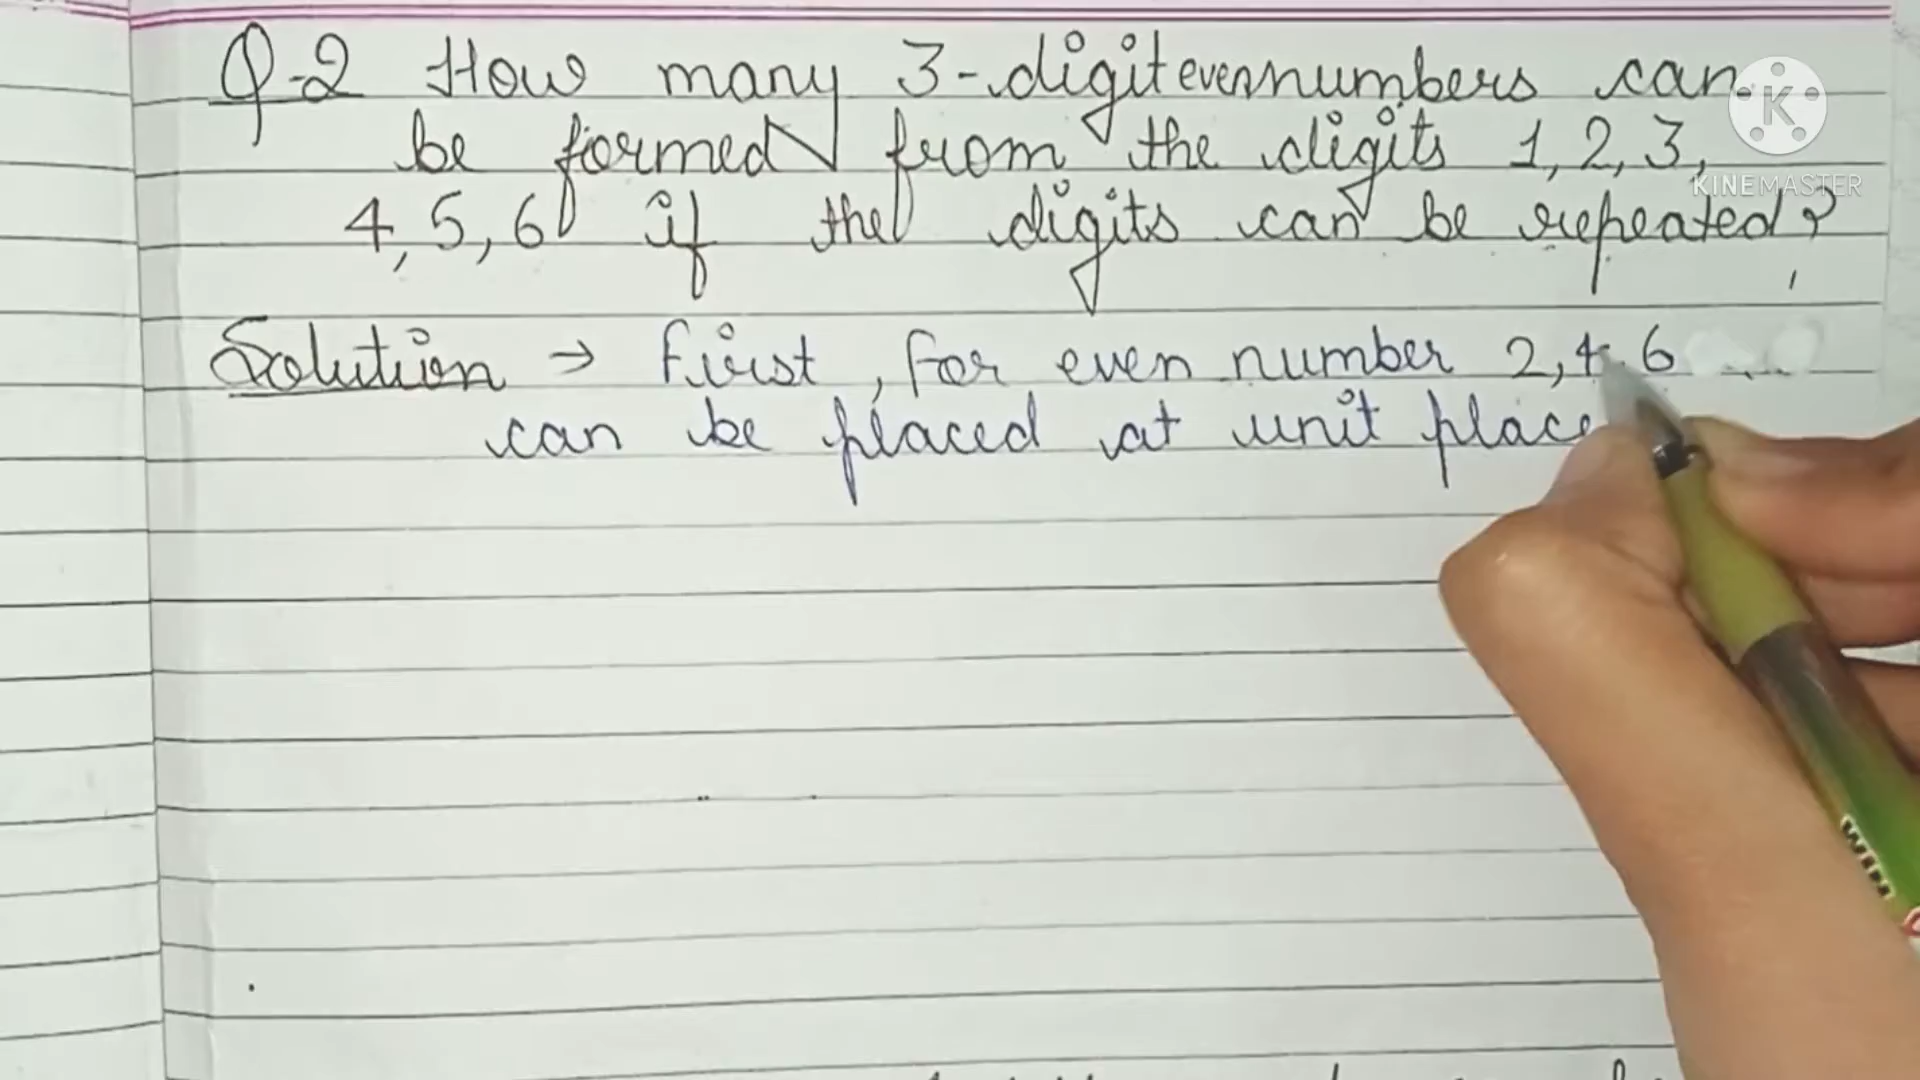 Q-2 How many 3-digit even numbers can
be formed from the digits 1, 2, 3,
4, 5, 6 if the digits can be repeated?
Solution → First, for even number 2, 4, 6
can be placed at unit place
K
KINEMASTER
WIN